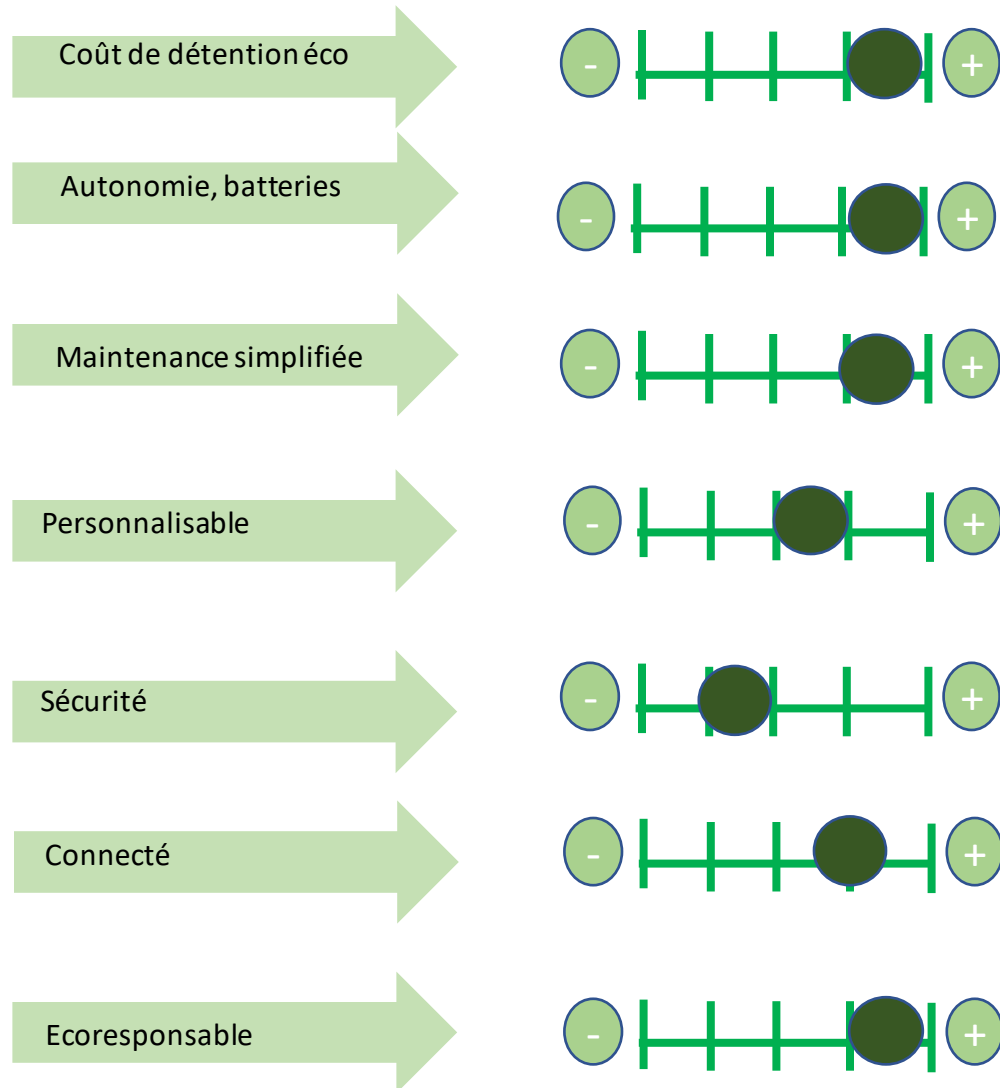 Coût de détention éco
- +
Autonomie, batteries
- +
Maintenance simplifiée
- +
Personnalisable
- +
Sécurité
- +
Connecté
- +
Ecoresponsable
- +